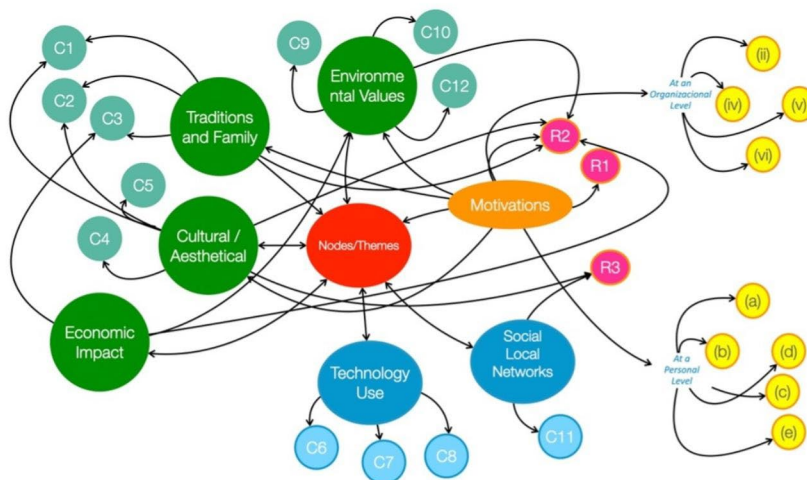 C1
C2
C3
C9
C10
C12
Environme
ntal Values
Traditions
and Family
C5
C4
Cultural /
Aesthetical
Economic
Impact
Nodes/Themes
Motivations
R2
R1
R3
At an
Organizacional
Level
(ii)
(iv)
(v)
(vi)
Technology
Use
Social
Local
Networks
C6
C7
C8
C11
At a
Personal
Level
(a)
(b)
(d)
(c)
(e)